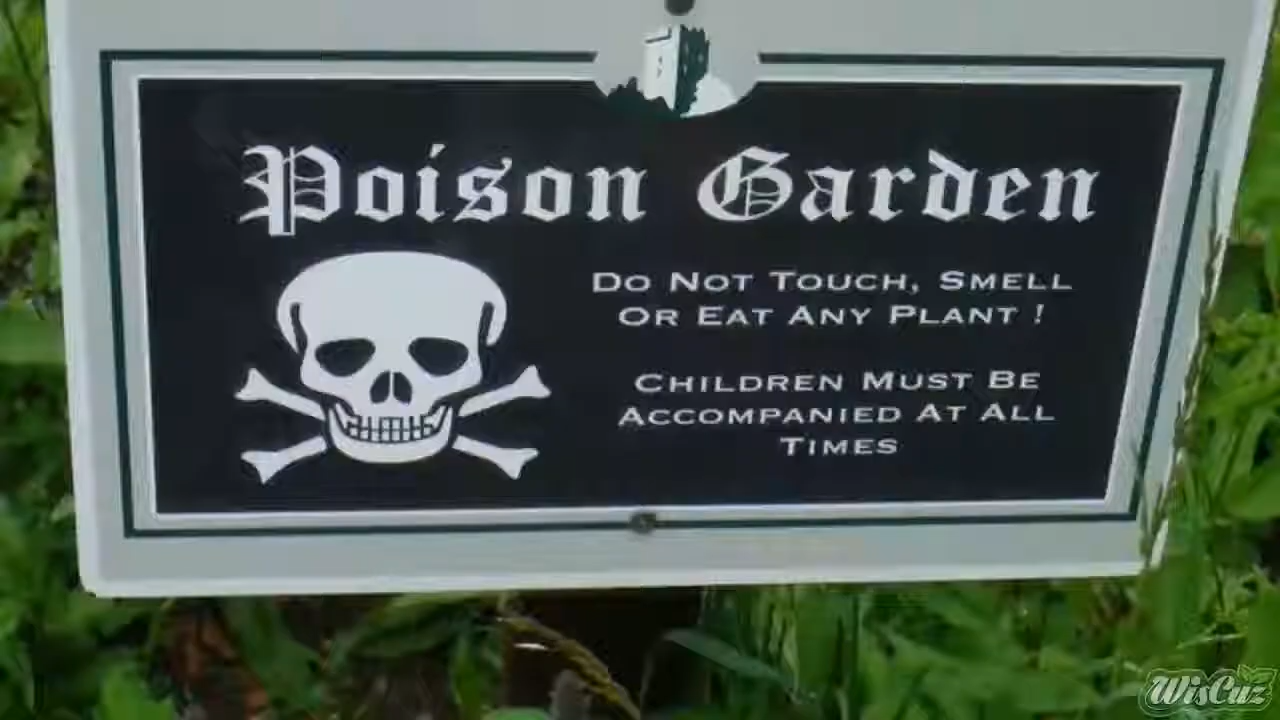 Poison Garden
DO NOT TOUCH, SMELL
OR EAT ANY PLANT !
CHILDREN MUST BE
ACCOMPANIED AT ALL
TIMES
WisCuz